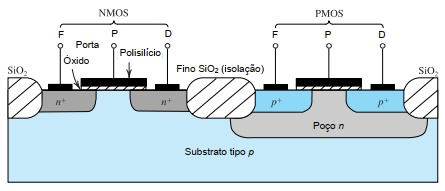 NMOS
PMOS
F
P
D
F
P
D
Porta
Óxido
Polisilício
SiO₂
Fino SiO₂ (isolação)
SiO₂
n⁺
n⁺
p⁺
p⁺
Poço n
Substrato tipo p